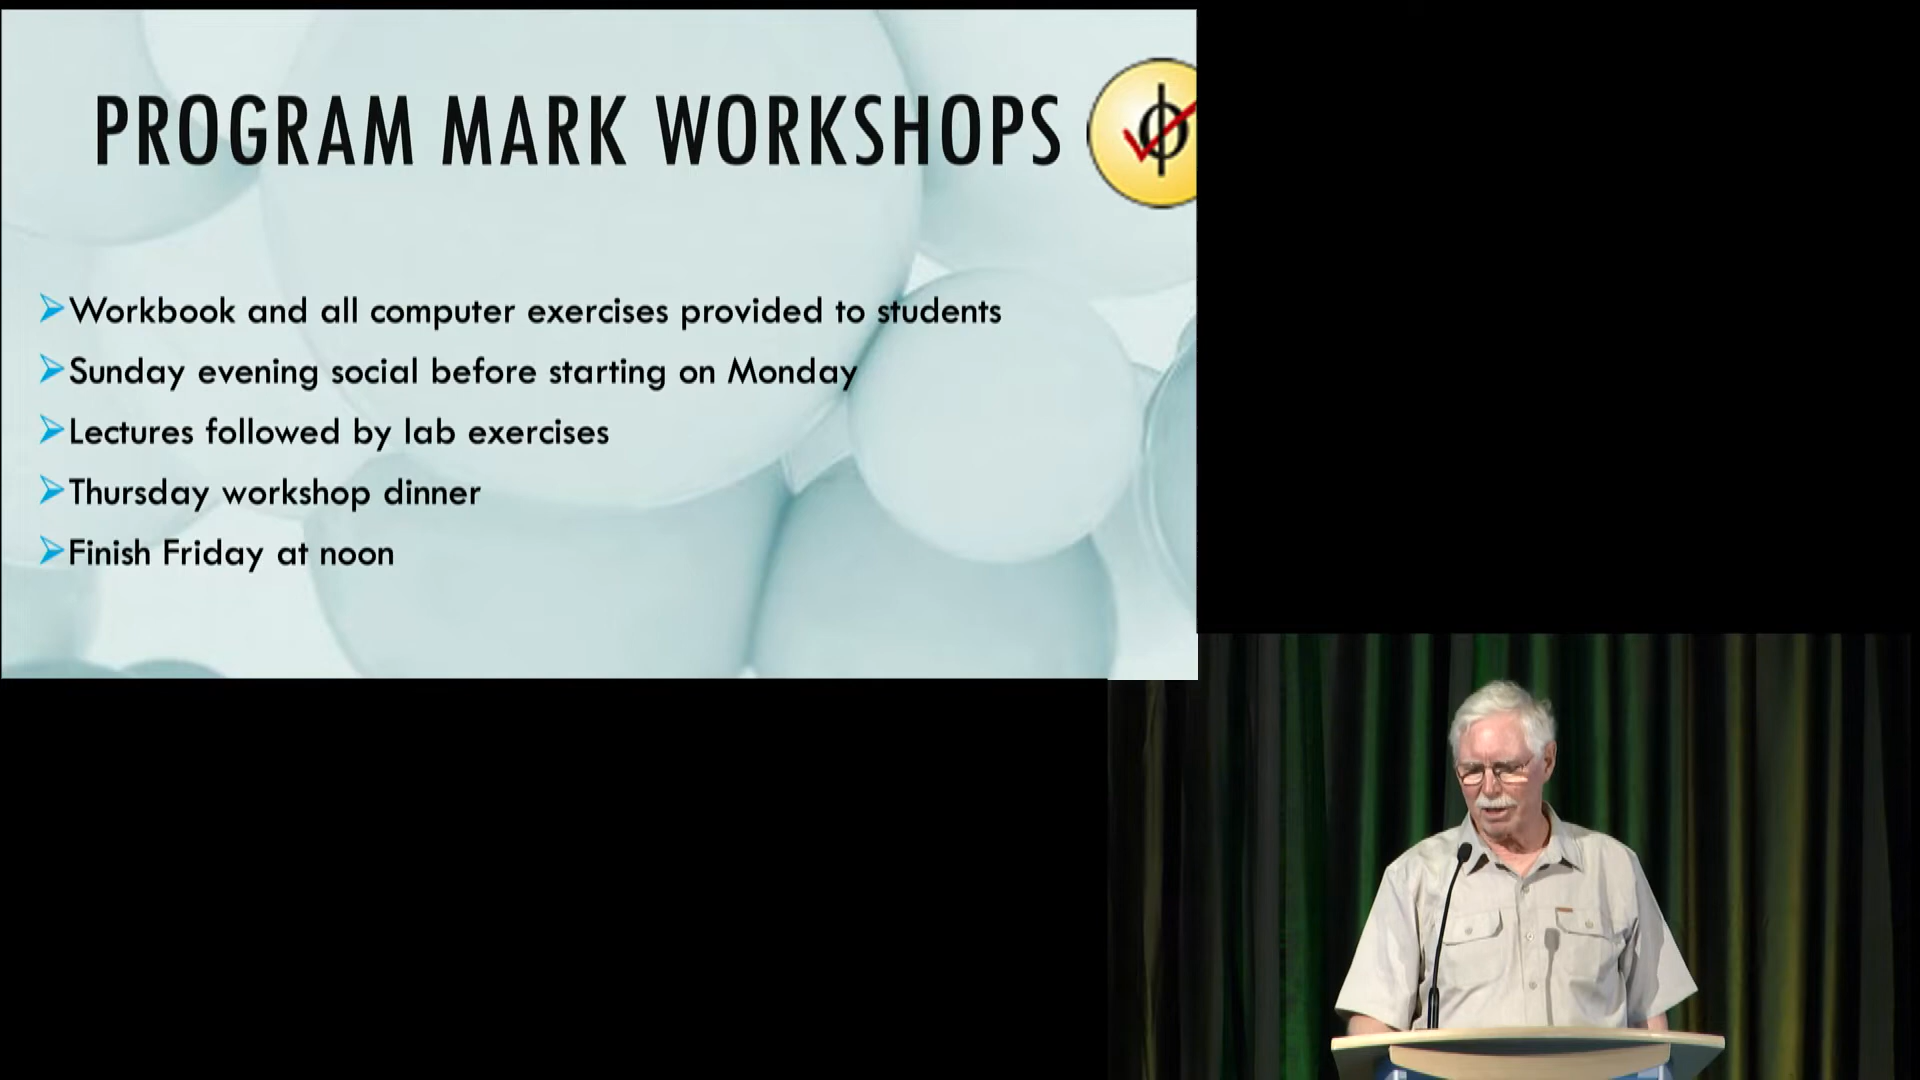 PROGRAM MARK WORKSHOPS
Workbook and all computer exercises provided to students
Sunday evening social before starting on Monday
Lectures followed by lab exercises
Thursday workshop dinner
Finish Friday at noon